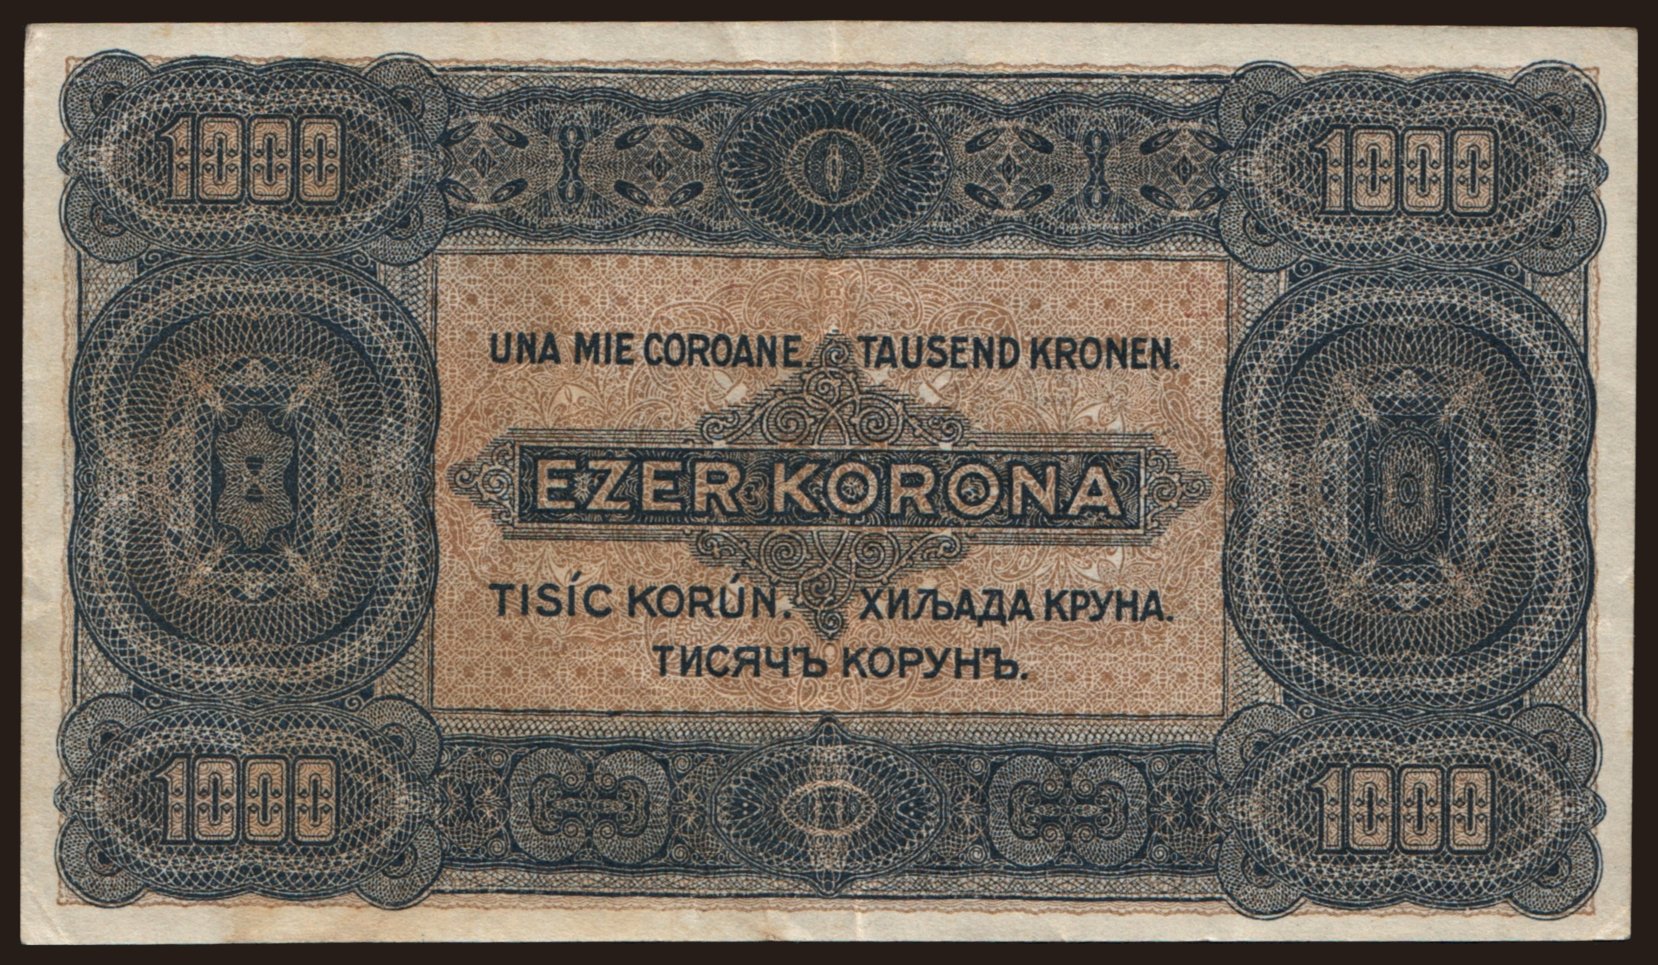 1000 1000
UNA MIE COROANE. TAUSEND KRONEN.
EZER KORONA
TISÍC KORÚN. ХИЉАДА КРУНА.
ТИСЯЧЪ КОРУНЪ.
1000 1000